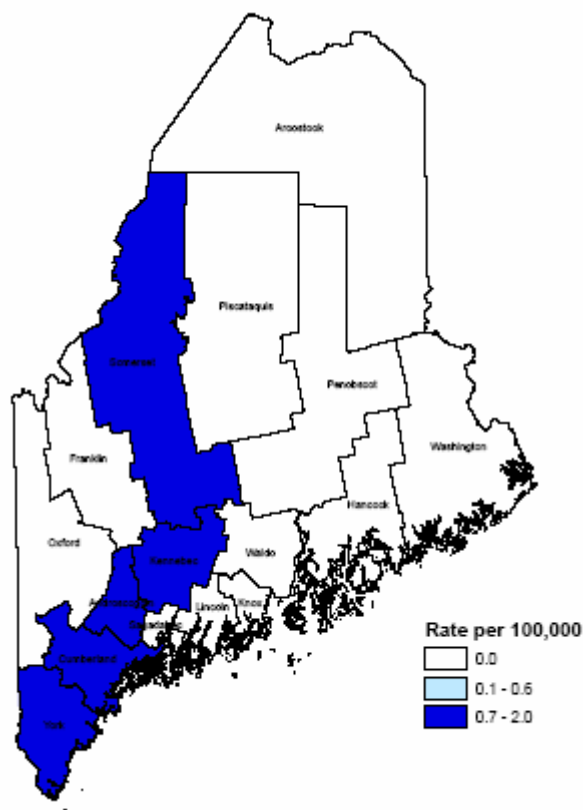 Aroostook
Piscataquis
Somerset
Penobscot
Washington
Franklin
Hancock
Oxford
Waldo
Kennebec
Androscoggin
Lincoln
Knox
Sagadahoc
Cumberland
York
Rate per 100,000
0.0
0.1 - 0.6
0.7 - 2.0